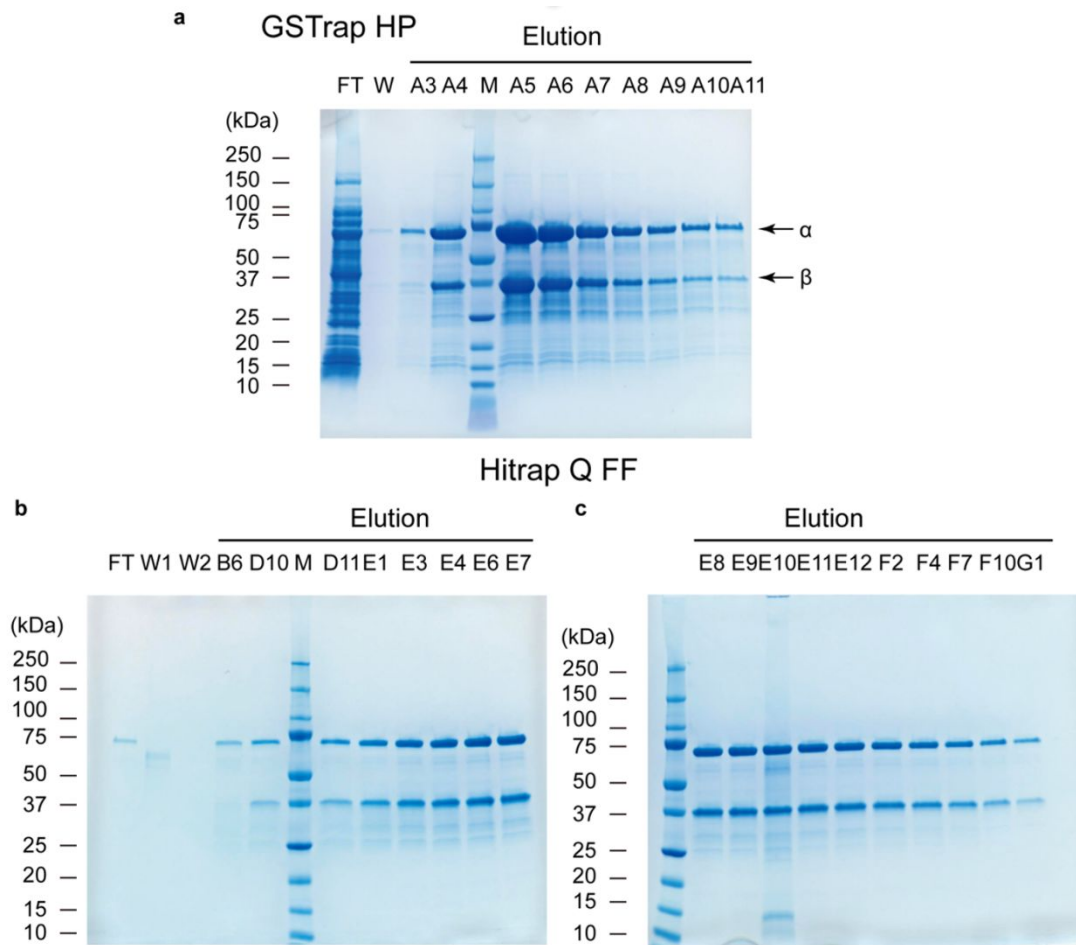 a
GSTrap HP
Elution
FT W A3 A4 M A5 A6 A7 A8 A9 A10A11
(kDa)
250
150
100
75
50
37
25
20
15
10
α
β
Hitrap Q FF
b
Elution
FT W1 W2 B6 D10 M D11 E1 E3 E4 E6 E7
(kDa)
250
150
100
75
50
37
25
20
15
10
c
Elution
E8 E9E10E11E12 F2 F4 F7 F10G1
(kDa)
250
150
100
75
50
37
25
20
15
10